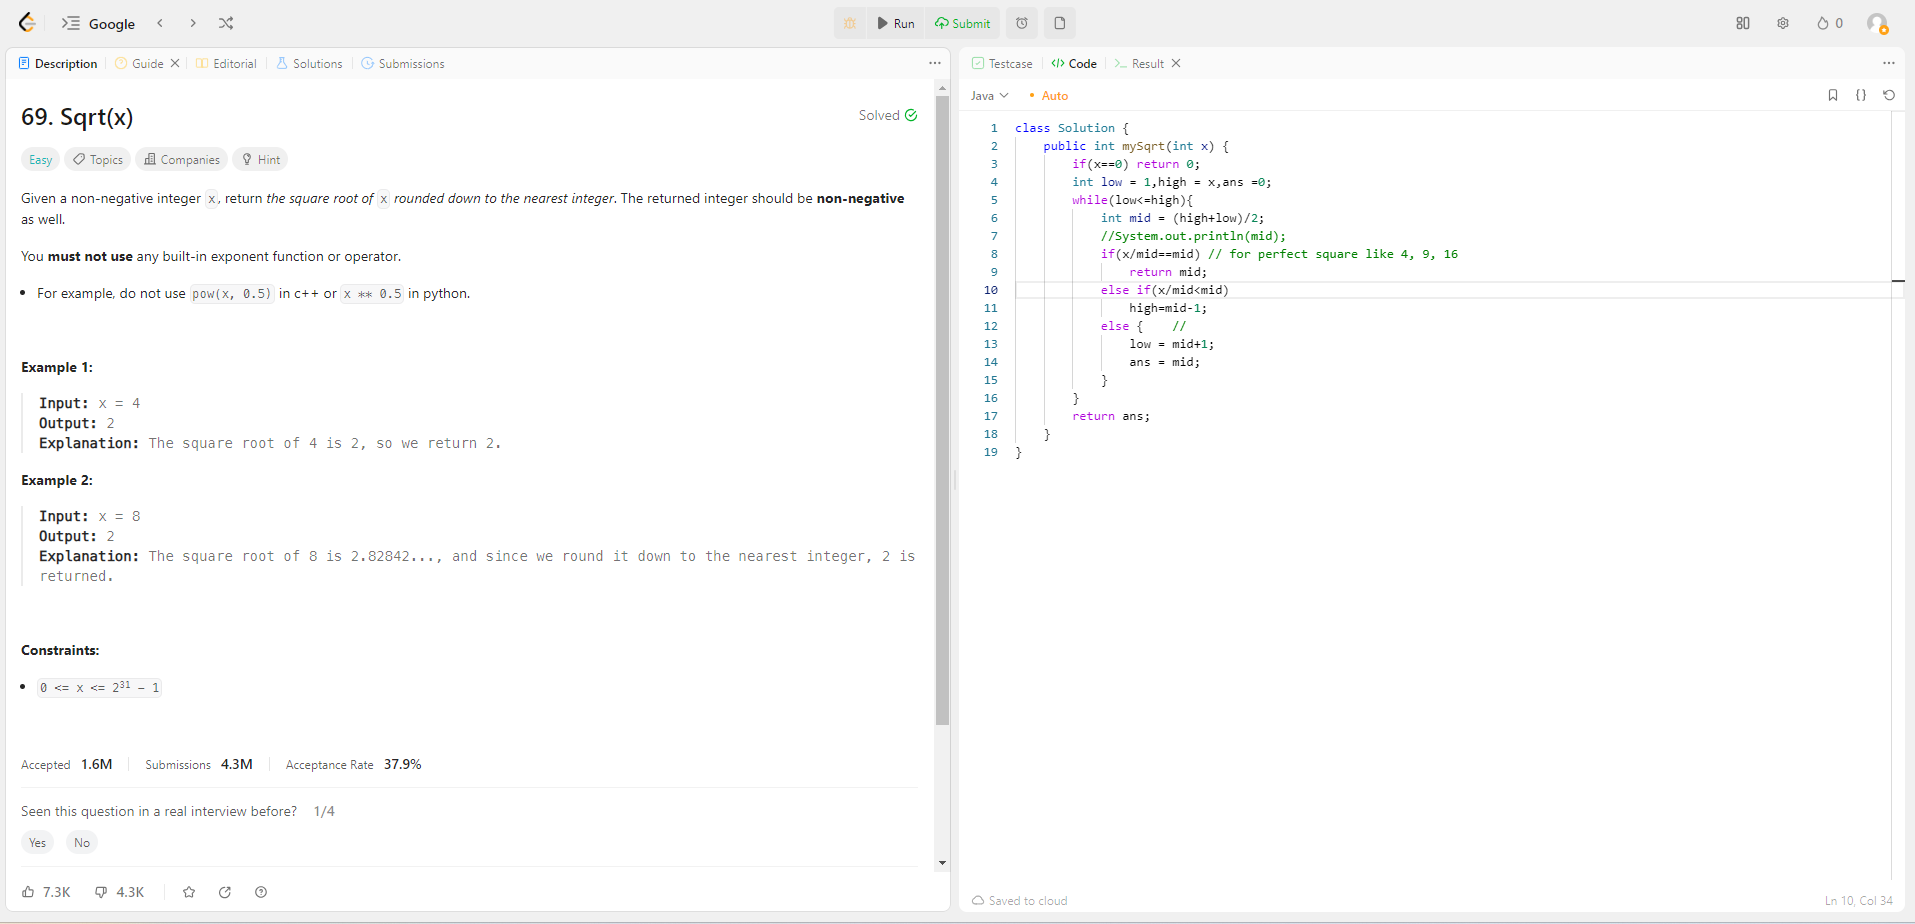 Google
Run
Submit
0
Description
Guide
Editorial
Solutions
Submissions
69. Sqrt(x)
Solved
Easy
Topics
Companies
Hint
Given a non-negative integer x, return the square root of x rounded down to the nearest integer. The returned integer should be non-negative
as well.
You must not use any built-in exponent function or operator.
• For example, do not use pow(x, 0.5) in c++ or x ** 0.5 in python.
Example 1:
Input: x = 4
Output: 2
Explanation: The square root of 4 is 2, so we return 2.
Example 2:
Input: x = 8
Output: 2
Explanation: The square root of 8 is 2.82842..., and since we round it down to the nearest integer, 2 is
returned.
Constraints:
• 0 <= x <= 2³¹ - 1
Accepted 1.6M Submissions 4.3M Acceptance Rate 37.9%
Seen this question in a real interview before? 1/4
Yes No
7.3K 4.3K
Testcase
Code
Result
Java
• Auto
{}
1 class Solution {
2     public int mySqrt(int x) {
3         if(x==0) return 0;
4         int low = 1,high = x,ans =0;
5         while(low<=high){
6             int mid = (high+low)/2;
7             //System.out.println(mid);
8             if(x/mid==mid) // for perfect square like 4, 9, 16
9                 return mid;
10             else if(x/mid<mid)
11                 high=mid-1;
12             else {    //
13                 low = mid+1;
14                 ans = mid;
15             }
16         }
17         return ans;
18     }
19 }
Saved to cloud
Ln 10, Col 34